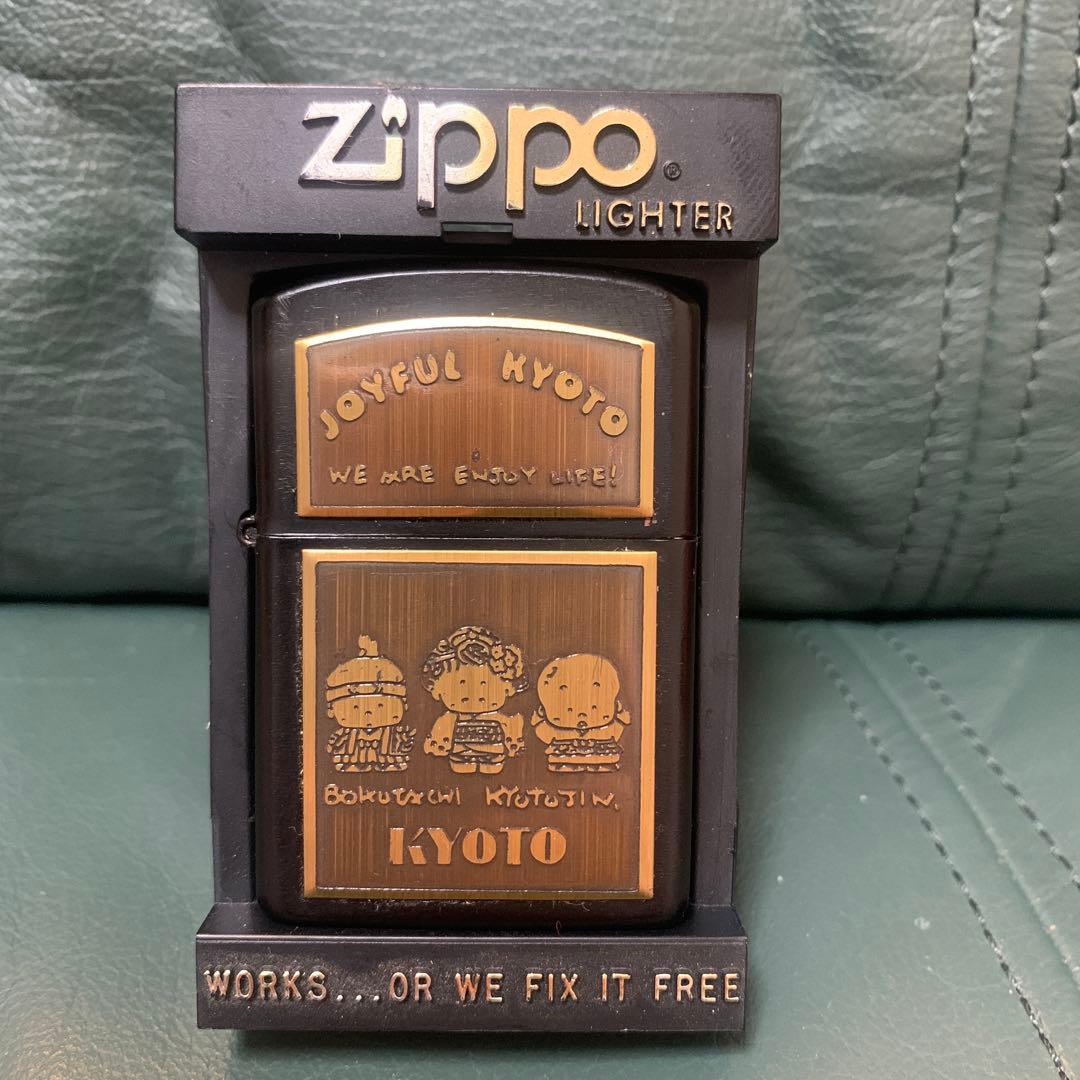 Zippo®
LIGHTER
JOYFUL KYOTO
WE ARE ENJOY LIFE!
BOKUTACHI KYOTOJIN.
KYOTO
WORKS...OR WE FIX IT FREE